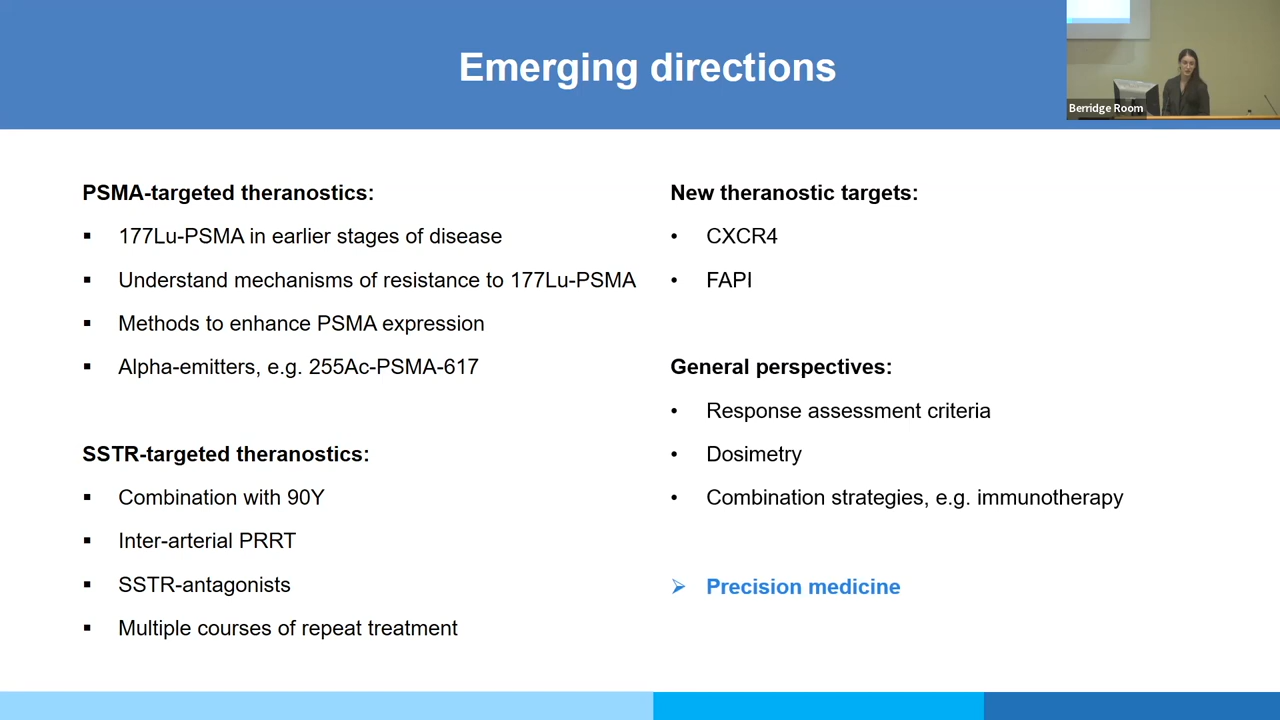 Emerging directions
Berridge Room
PSMA-targeted theranostics:
▪ 177Lu-PSMA in earlier stages of disease
▪ Understand mechanisms of resistance to 177Lu-PSMA
▪ Methods to enhance PSMA expression
▪ Alpha-emitters, e.g. 255Ac-PSMA-617
SSTR-targeted theranostics:
▪ Combination with 90Y
▪ Inter-arterial PRRT
▪ SSTR-antagonists
▪ Multiple courses of repeat treatment
New theranostic targets:
• CXCR4
• FAPI
General perspectives:
• Response assessment criteria
• Dosimetry
• Combination strategies, e.g. immunotherapy
➢ Precision medicine